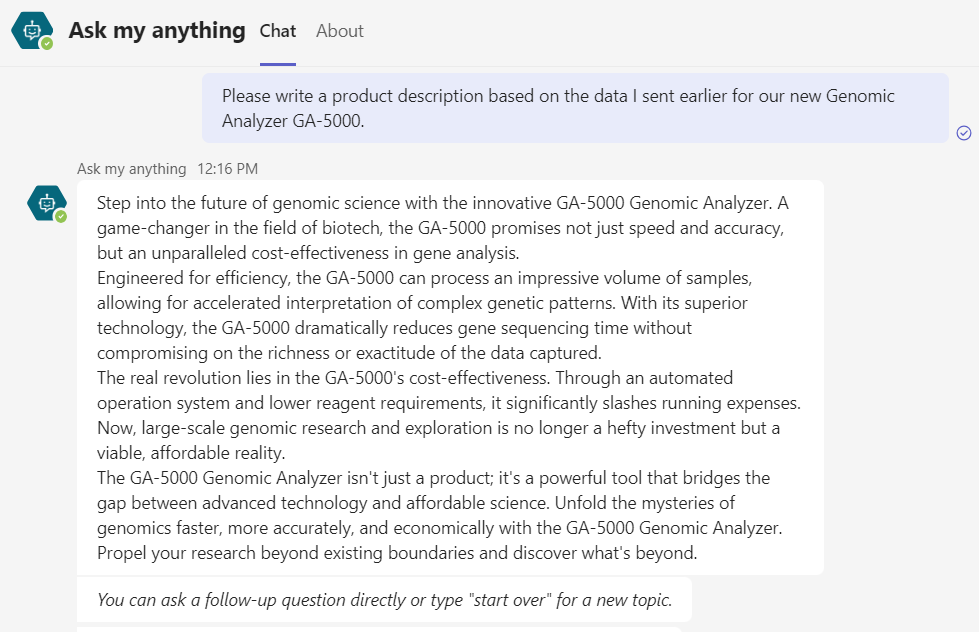 Ask my anything Chat About
Please write a product description based on the data I sent earlier for our new Genomic
Analyzer GA-5000.
Ask my anything 12:16 PM
Step into the future of genomic science with the innovative GA-5000 Genomic Analyzer. A
game-changer in the field of biotech, the GA-5000 promises not just speed and accuracy,
but an unparalleled cost-effectiveness in gene analysis.
Engineered for efficiency, the GA-5000 can process an impressive volume of samples,
allowing for accelerated interpretation of complex genetic patterns. With its superior
technology, the GA-5000 dramatically reduces gene sequencing time without
compromising on the richness or exactitude of the data captured.
The real revolution lies in the GA-5000's cost-effectiveness. Through an automated
operation system and lower reagent requirements, it significantly slashes running expenses.
Now, large-scale genomic research and exploration is no longer a hefty investment but a
viable, affordable reality.
The GA-5000 Genomic Analyzer isn't just a product; it's a powerful tool that bridges the
gap between advanced technology and affordable science. Unfold the mysteries of
genomics faster, more accurately, and economically with the GA-5000 Genomic Analyzer.
Propel your research beyond existing boundaries and discover what's beyond.
You can ask a follow-up question directly or type "start over" for a new topic.